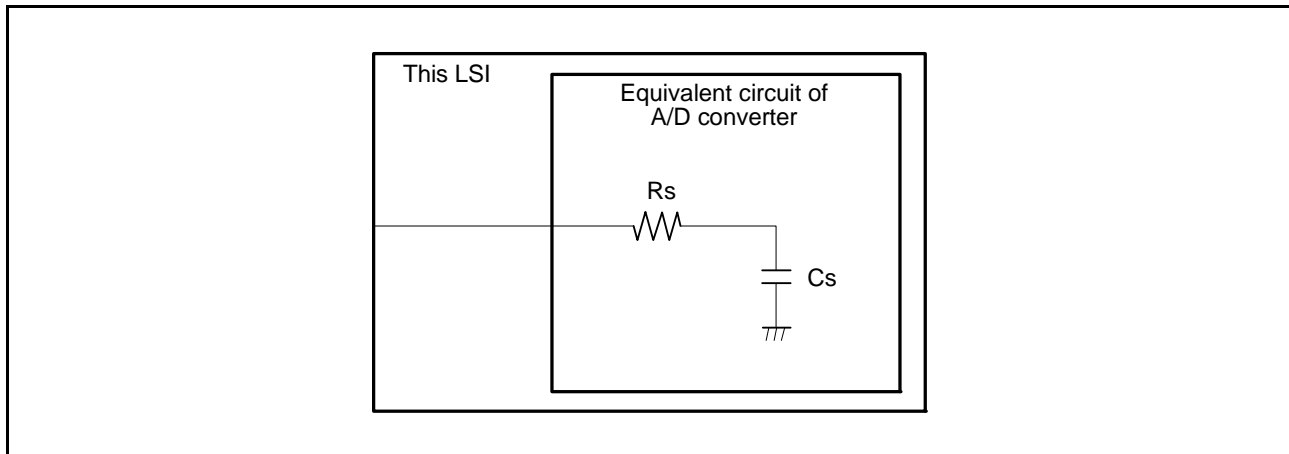 This LSI
Equivalent circuit of
A/D converter
Rs
Cs